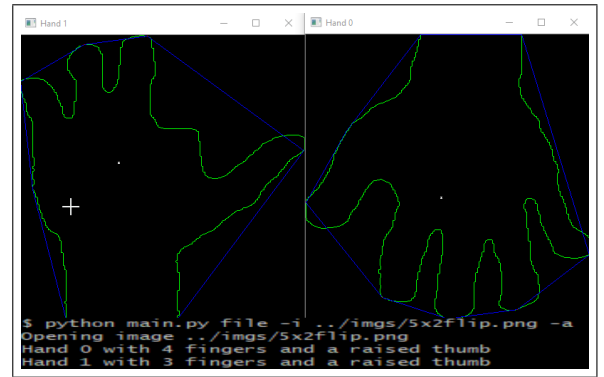 Hand 1
Hand 0
$ python main.py file -i ../imgs/5x2flip.png -a
Opening image ../imgs/5x2flip.png
Hand 0 with 4 fingers and a raised thumb
Hand 1 with 3 fingers and a raised thumb